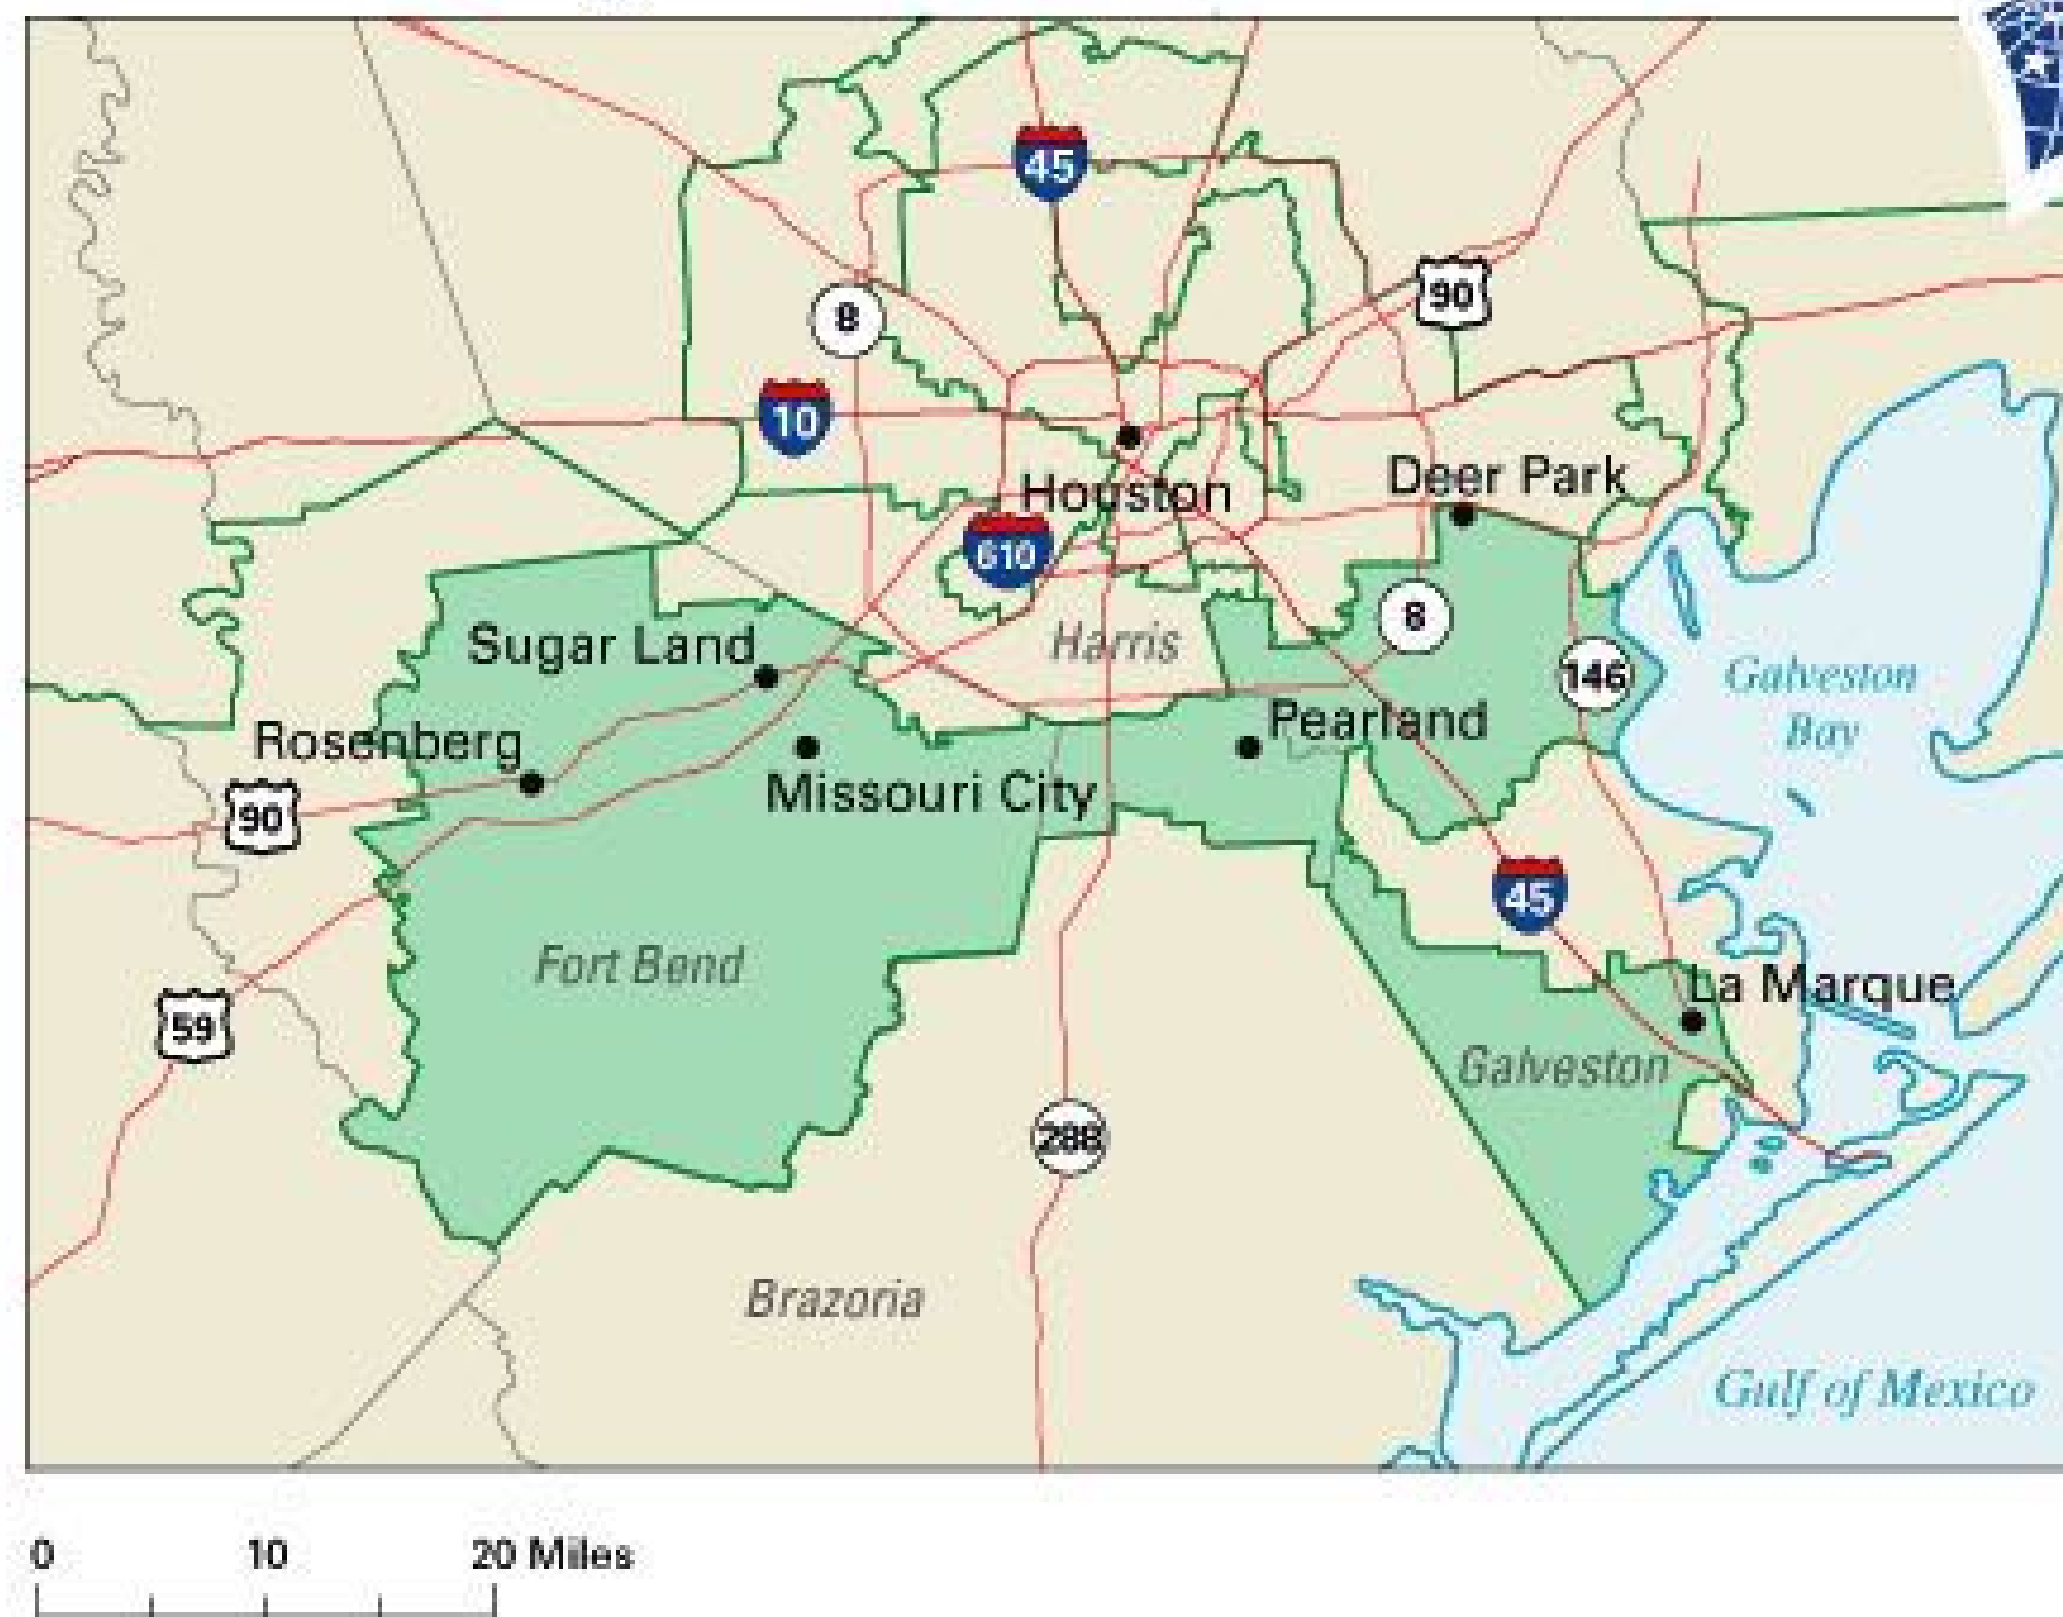 45
90
8
10
Deer Park
Houston
610
8
Harris
Sugar Land
146
Galveston
Bay
Rosenberg
Pearland
Missouri City
90
45
Fort Bend
La Marque
59
Galveston
288
Brazoria
Gulf of Mexico
0 10 20 Miles